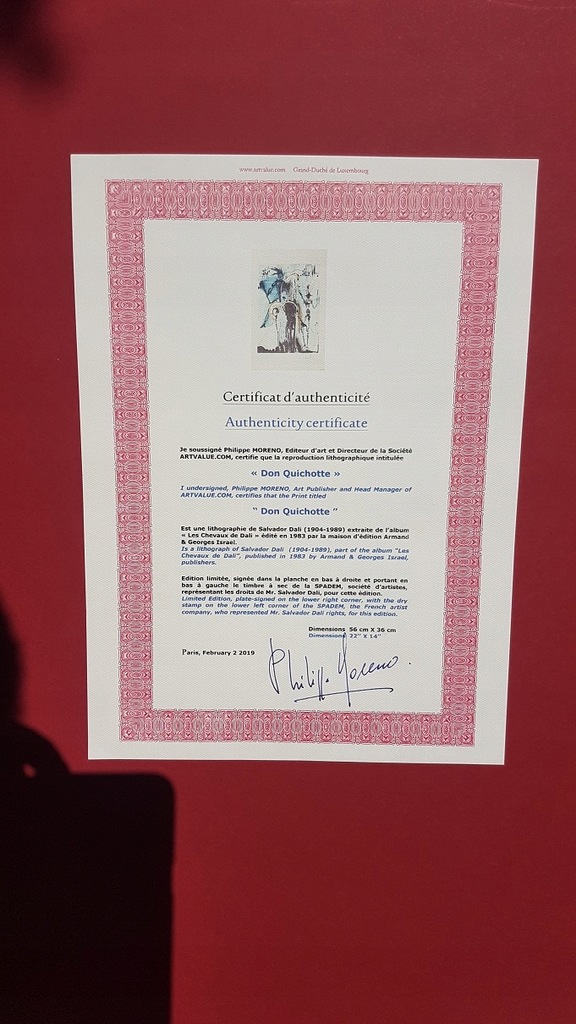 www.artvalue.com Grand-Duché de Luxembourg
Certificat d'authenticité
Authenticity certificate
Je soussigné Philippe MORENO, Editeur d'art et Directeur de la Société
ARTVALUE.COM, certifie que la reproduction lithographique intitulée
« Don Quichotte »
I undersigned, Philippe MORENO, Art Publisher and Head Manager of
ARTVALUE.COM, certifies that the Print titled
" Don Quichotte "
Est une lithographie de Salvador Dali (1904-1989) extraite de l'album
« Les Chevaux de Dali » édité en 1983 par la maison d'édition Armand
& Georges Israel.
Is a lithograph of Salvador Dali (1904-1989), part of the album "Les
Chevaux de Dali", published in 1983 by Armand & Georges Israel,
publishers.
Edition limitée, signée dans la planche en bas à droite et portant en
bas à gauche le timbre à sec de la SPADEM, société d'artistes,
représentant les droits de Mr. Salvador Dali, pour cette édition.
Limited Edition, plate-signed on the lower right corner, with the dry
stamp on the lower left corner of the SPADEM, the French artist
company, who represented Mr. Salvador Dali rights, for this edition.
Dimensions 56 cm X 36 cm
Dimensions 22" X 14"
Paris, February 2 2019
Philippe Moreno.